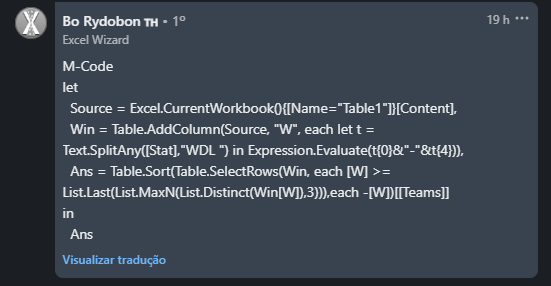 Bo Rydobon ᴛʜ • 1º
19 h •••
Excel Wizard
M-Code
let
Source = Excel.CurrentWorkbook(){[Name="Table1"]}[Content],
Win = Table.AddColumn(Source, "W", each let t =
Text.SplitAny([Stat],"WDL ") in Expression.Evaluate(t{0}&"-"&t{4})),
Ans = Table.Sort(Table.SelectRows(Win, each [W] >=
List.Last(List.MaxN(List.Distinct(Win[W]),3))),each -[W])[[Teams]]
in
Ans
Visualizar tradução